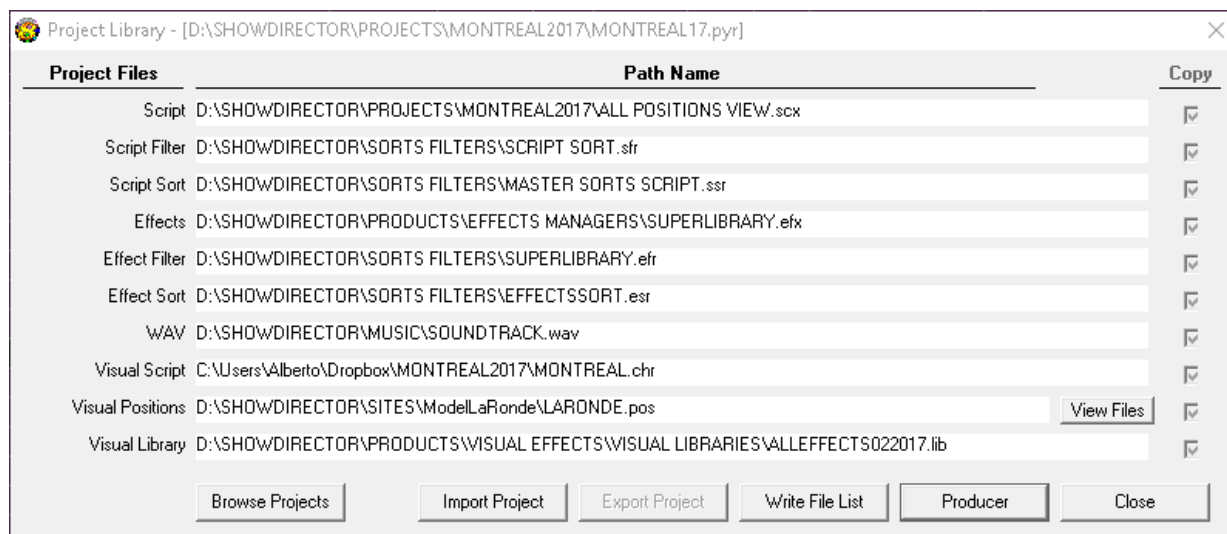 Project Library - [D:\SHOWDIRECTOR\PROJECTS\MONTREAL2017\MONTREAL17.pyr]
Project Files Path Name Copy
Script D:\SHOWDIRECTOR\PROJECTS\MONTREAL2017\ALL POSITIONS VIEW.scx
Script Filter D:\SHOWDIRECTOR\SORTS FILTERS\SCRIPT SORT.sfr
Script Sort D:\SHOWDIRECTOR\SORTS FILTERS\MASTER SORTS SCRIPT.ssr
Effects D:\SHOWDIRECTOR\PRODUCTS\EFFECTS MANAGERS\SUPERLIBRARY.efx
Effect Filter D:\SHOWDIRECTOR\SORTS FILTERS\SUPERLIBRARY.efr
Effect Sort D:\SHOWDIRECTOR\SORTS FILTERS\EFFECTSSORT.esr
WAV D:\SHOWDIRECTOR\MUSIC\SOUNDTRACK.wav
Visual Script C:\Users\Alberto\Dropbox\MONTREAL2017\MONTREAL.chr
Visual Positions D:\SHOWDIRECTOR\SITES\ModelLaRonde\LARONDE.pos View Files
Visual Library D:\SHOWDIRECTOR\PRODUCTS\VISUAL EFFECTS\VISUAL LIBRARIES\ALLEFFECTS022017.lib
Browse Projects Import Project Export Project Write File List Producer Close